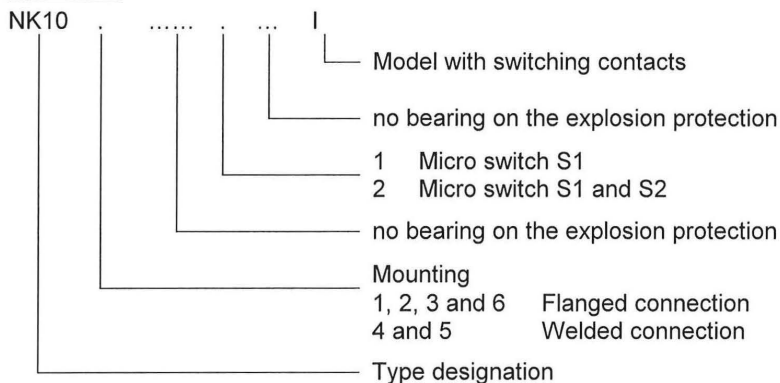 NK10 . ...... . ... I
Model with switching contacts
no bearing on the explosion protection
1 Micro switch S1
2 Micro switch S1 and S2
no bearing on the explosion protection
Mounting
1, 2, 3 and 6 Flanged connection
4 and 5 Welded connection
Type designation